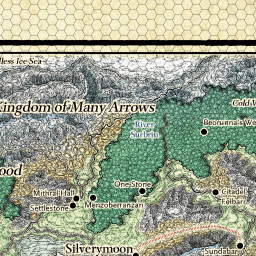 lless Ice Sea
Kingdom of Many Arrows
Cold W
River
Surbrin
Beorunna's We
ood
One Stone
Mithral Hall
Citadel
Felbarr
Settlestone
Menzoberranzan
Silverymoon
Sundabar